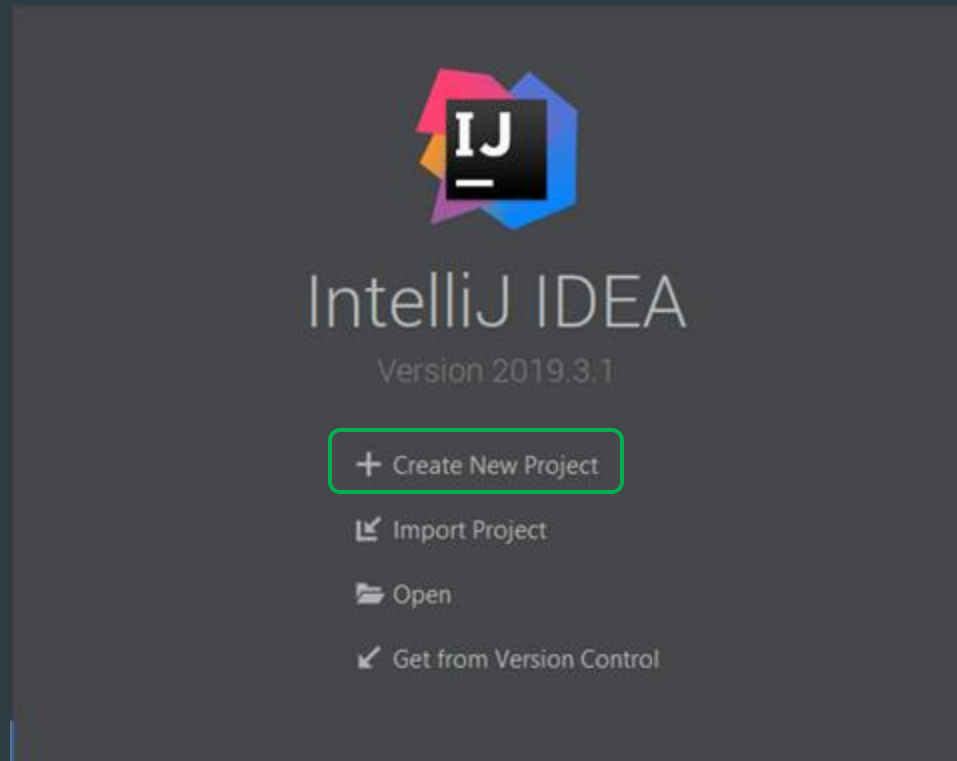 IJ
IntelliJ IDEA
Version 2019.3.1
Create New Project
Import Project
Open
Get from Version Control